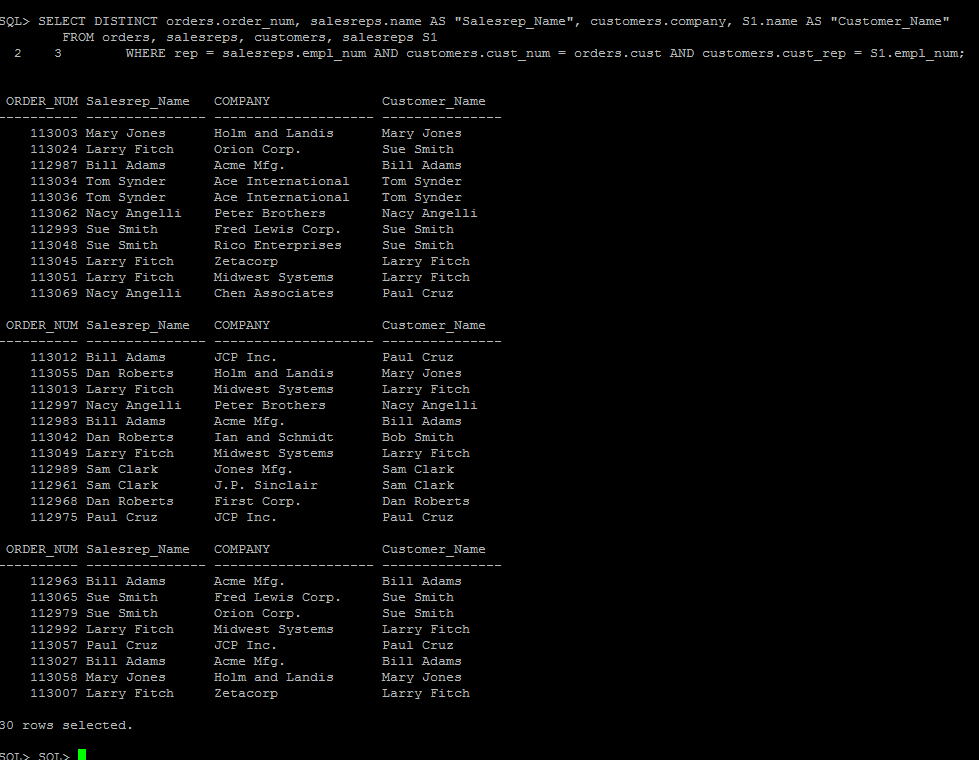 SQL> SELECT DISTINCT orders.order_num, salesreps.name AS "Salesrep_Name", customers.company, S1.name AS "Customer_Name"
FROM orders, salesreps, customers, salesreps S1
2 3 WHERE rep = salesreps.empl_num AND customers.cust_num = orders.cust AND customers.cust_rep = S1.empl_num;
ORDER_NUM Salesrep_Name COMPANY Customer_Name
---------- --------------- -------------------- ---------------
113003 Mary Jones Holm and Landis Mary Jones
113024 Larry Fitch Orion Corp. Sue Smith
112987 Bill Adams Acme Mfg. Bill Adams
113034 Tom Synder Ace International Tom Synder
113036 Tom Synder Ace International Tom Synder
113062 Nacy Angelli Peter Brothers Nacy Angelli
112993 Sue Smith Fred Lewis Corp. Sue Smith
113048 Sue Smith Rico Enterprises Sue Smith
113045 Larry Fitch Zetacorp Larry Fitch
113051 Larry Fitch Midwest Systems Larry Fitch
113069 Nacy Angelli Chen Associates Paul Cruz
ORDER_NUM Salesrep_Name COMPANY Customer_Name
---------- --------------- -------------------- ---------------
113012 Bill Adams JCP Inc. Paul Cruz
113055 Dan Roberts Holm and Landis Mary Jones
113013 Larry Fitch Midwest Systems Larry Fitch
112997 Nacy Angelli Peter Brothers Nacy Angelli
112983 Bill Adams Acme Mfg. Bill Adams
113042 Dan Roberts Ian and Schmidt Bob Smith
113049 Larry Fitch Midwest Systems Larry Fitch
112989 Sam Clark Jones Mfg. Sam Clark
112961 Sam Clark J.P. Sinclair Sam Clark
112968 Dan Roberts First Corp. Dan Roberts
112975 Paul Cruz JCP Inc. Paul Cruz
ORDER_NUM Salesrep_Name COMPANY Customer_Name
---------- --------------- -------------------- ---------------
112963 Bill Adams Acme Mfg. Bill Adams
113065 Sue Smith Fred Lewis Corp. Sue Smith
112979 Sue Smith Orion Corp. Sue Smith
112992 Larry Fitch Midwest Systems Larry Fitch
113057 Paul Cruz JCP Inc. Paul Cruz
113027 Bill Adams Acme Mfg. Bill Adams
113058 Mary Jones Holm and Landis Mary Jones
113007 Larry Fitch Zetacorp Larry Fitch
30 rows selected.
SQL> SQL>